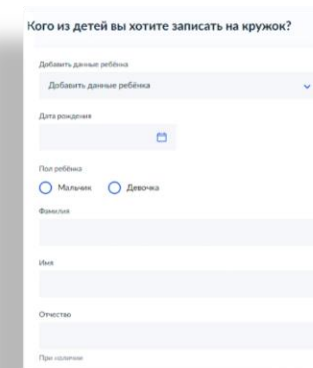 Кого из детей вы хотите записать на кружок?
Добавить данные ребёнка
Добавить данные ребёнка
Дата рождения
Пол ребёнка
Мальчик Девочка
Фамилия
Имя
Отчество
При наличии